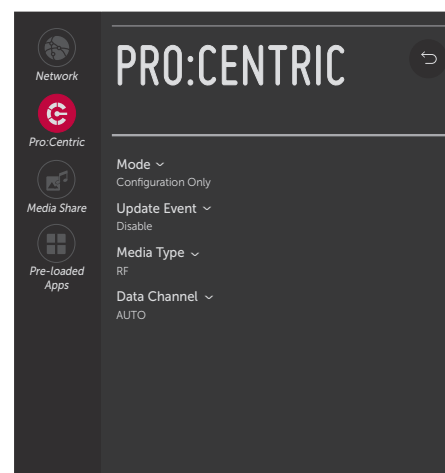 Network
Pro:Centric
Media Share
Pre-loaded
Apps
PRO:CENTRIC
Mode
Configuration Only
Update Event
Disable
Media Type
RF
Data Channel
AUTO